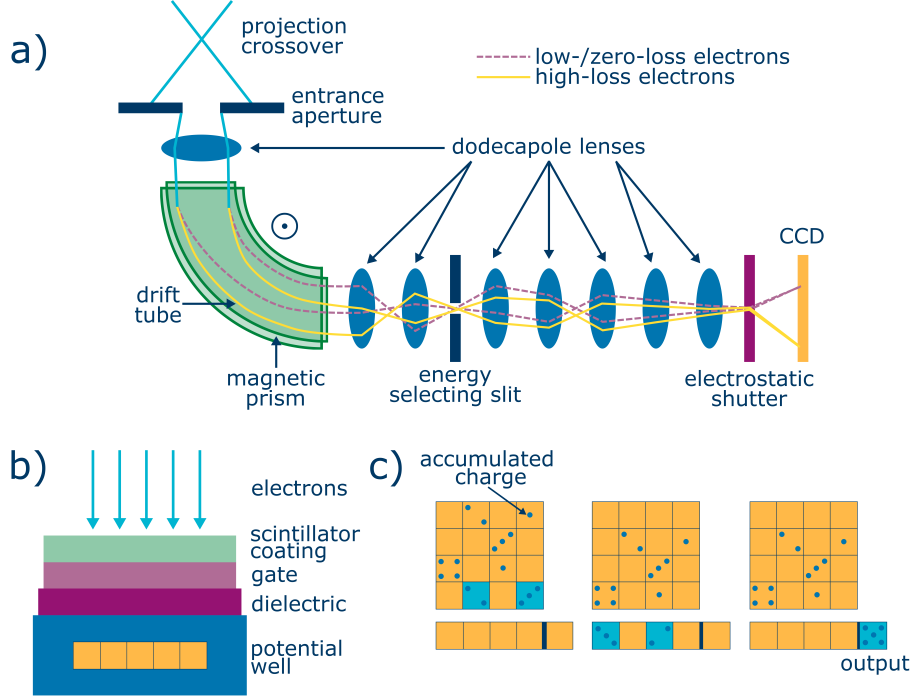 a)
projection
crossover
low-/zero-loss electrons
high-loss electrons
entrance
aperture
dodecapole lenses
CCD
drift
tube
magnetic
prism
energy
selecting slit
electrostatic
shutter
b)
electrons
scintillator
coating
gate
dielectric
potential
well
c)
accumulated
charge
output